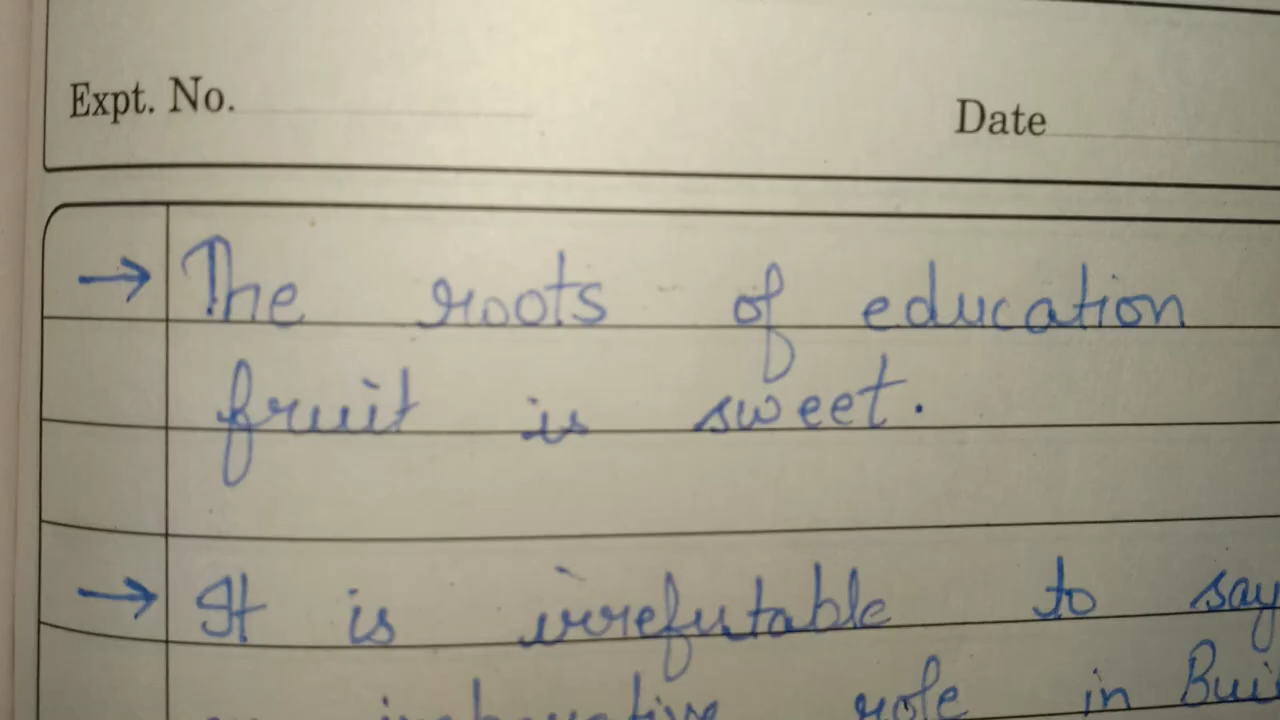 Expt. No.
Date
→ The roots of education
fruit is sweet.
→ It is irrefutable to say
role in